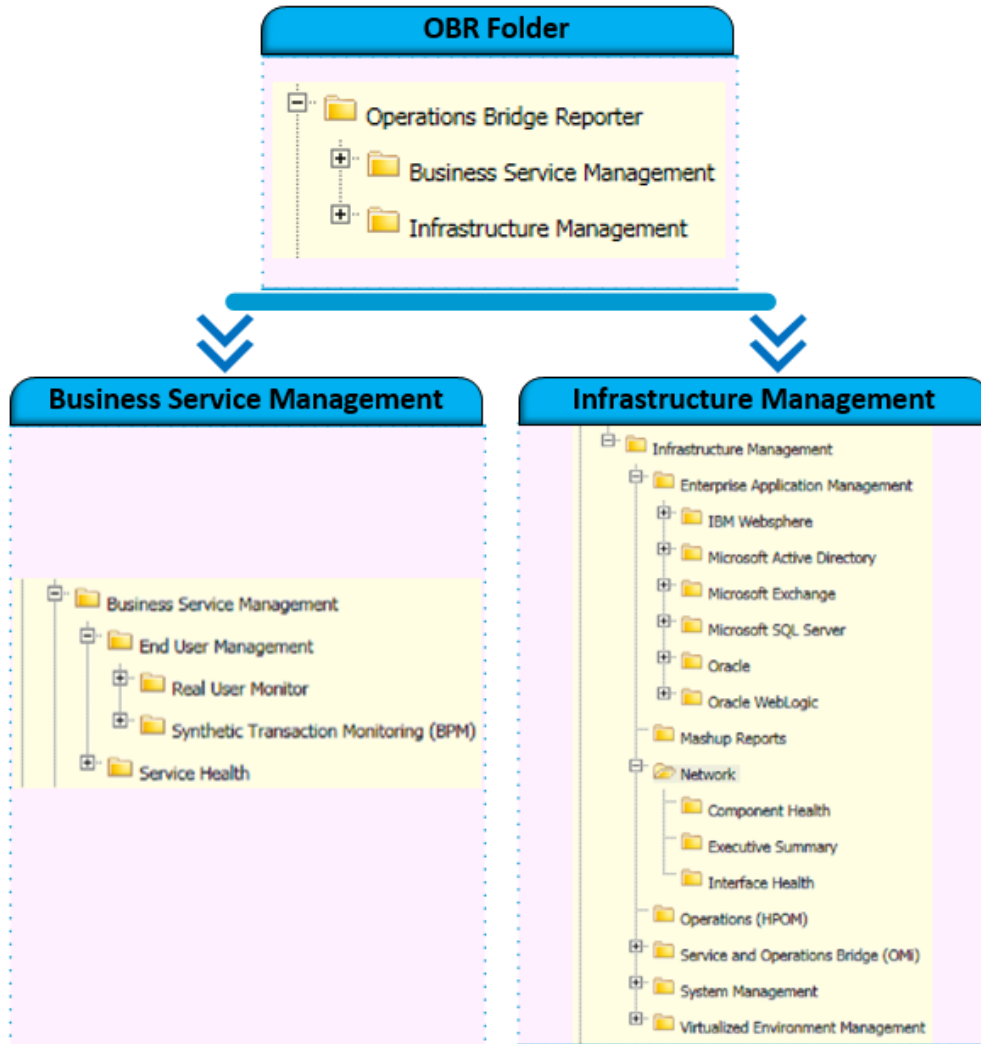 OBR Folder
Operations Bridge Reporter
Business Service Management
Infrastructure Management
Business Service Management
Business Service Management
End User Management
Real User Monitor
Synthetic Transaction Monitoring (BPM)
Service Health
Infrastructure Management
Infrastructure Management
Enterprise Application Management
IBM Websphere
Microsoft Active Directory
Microsoft Exchange
Microsoft SQL Server
Oracle
Oracle WebLogic
Mashup Reports
Network
Component Health
Executive Summary
Interface Health
Operations (HPOM)
Service and Operations Bridge (OMi)
System Management
Virtualized Environment Management